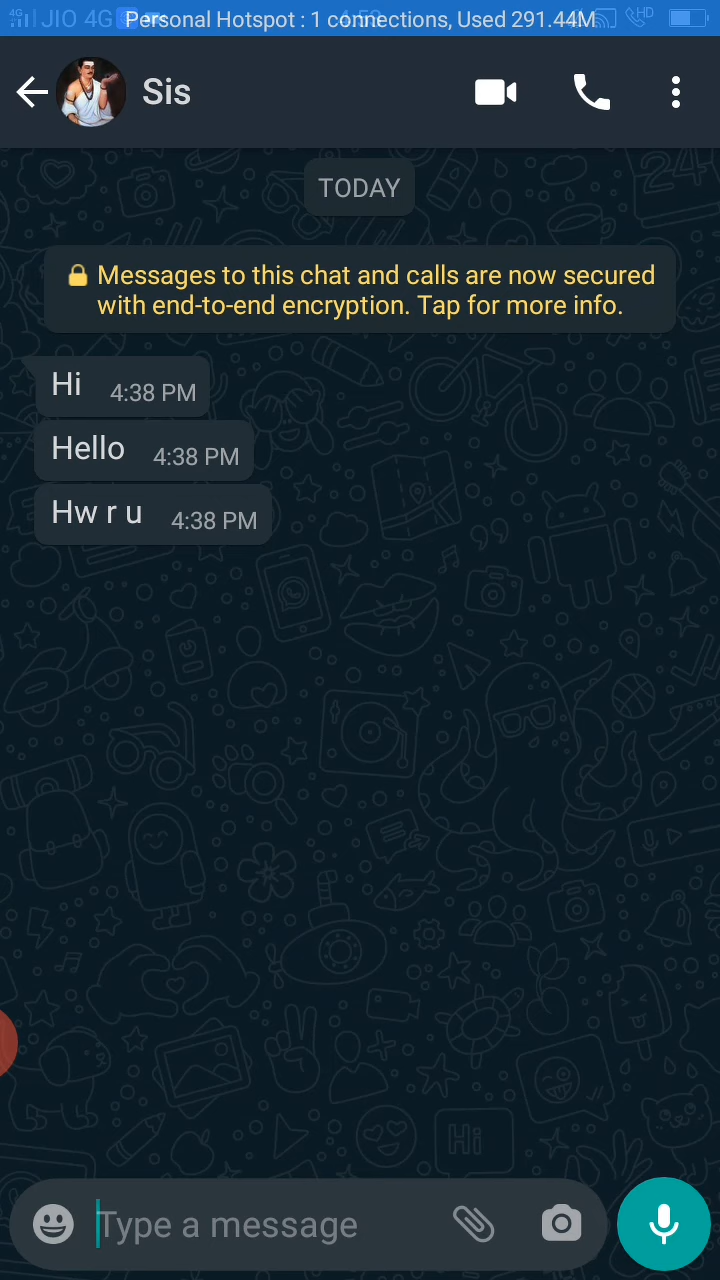 JIO 4G Personal Hotspot : 1 connections, Used 291.44M HD
Sis
TODAY
Messages to this chat and calls are now secured
with end-to-end encryption. Tap for more info.
Hi 4:38 PM
Hello 4:38 PM
Hw r u 4:38 PM
Hi
Type a message